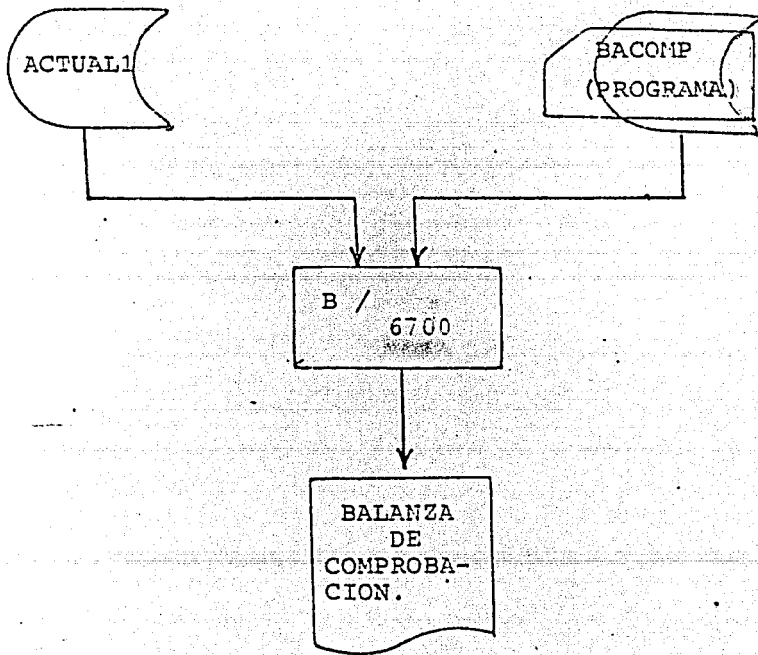 ACTUAL1
BACOMP
(PROGRAMA)
B /
6700
BALANZA
DE
COMPROBA-
CION.